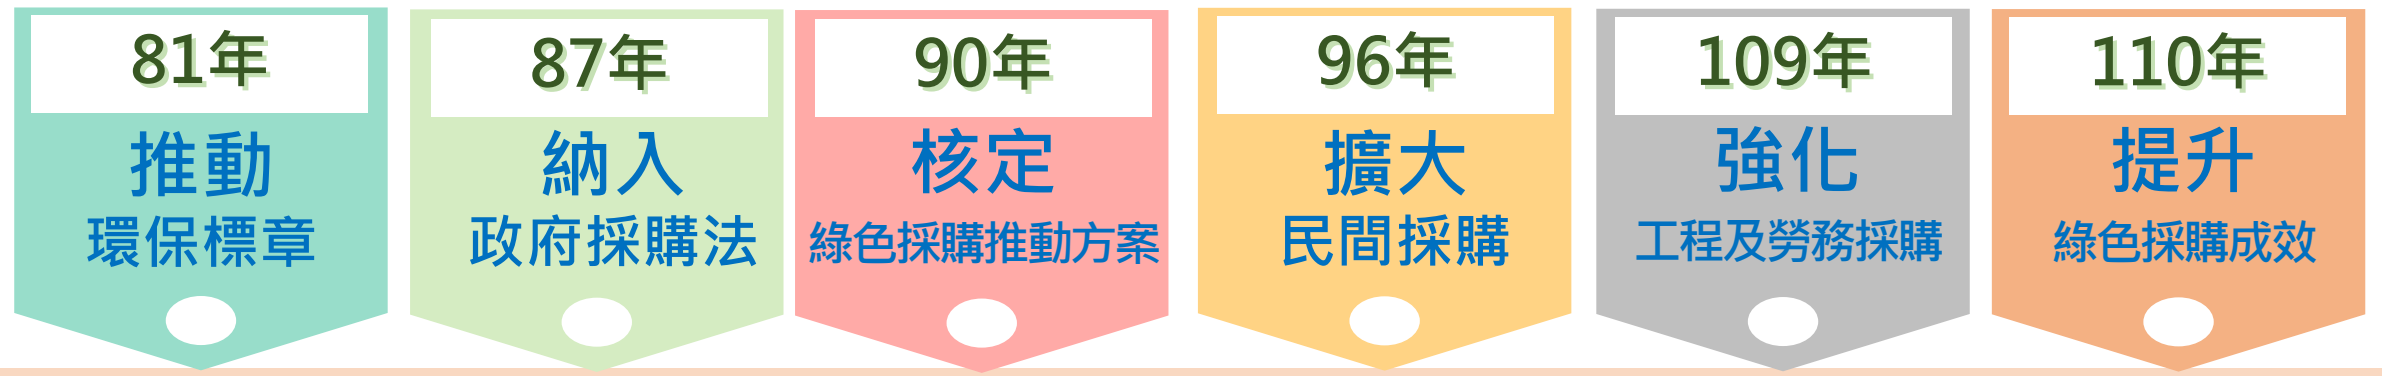 81年
推動
環保標章
87年
納入
政府採購法
90年
核定
綠色採購推動方案
96年
擴大
民間採購
109年
強化
工程及勞務採購
110年
提升
綠色採購成效